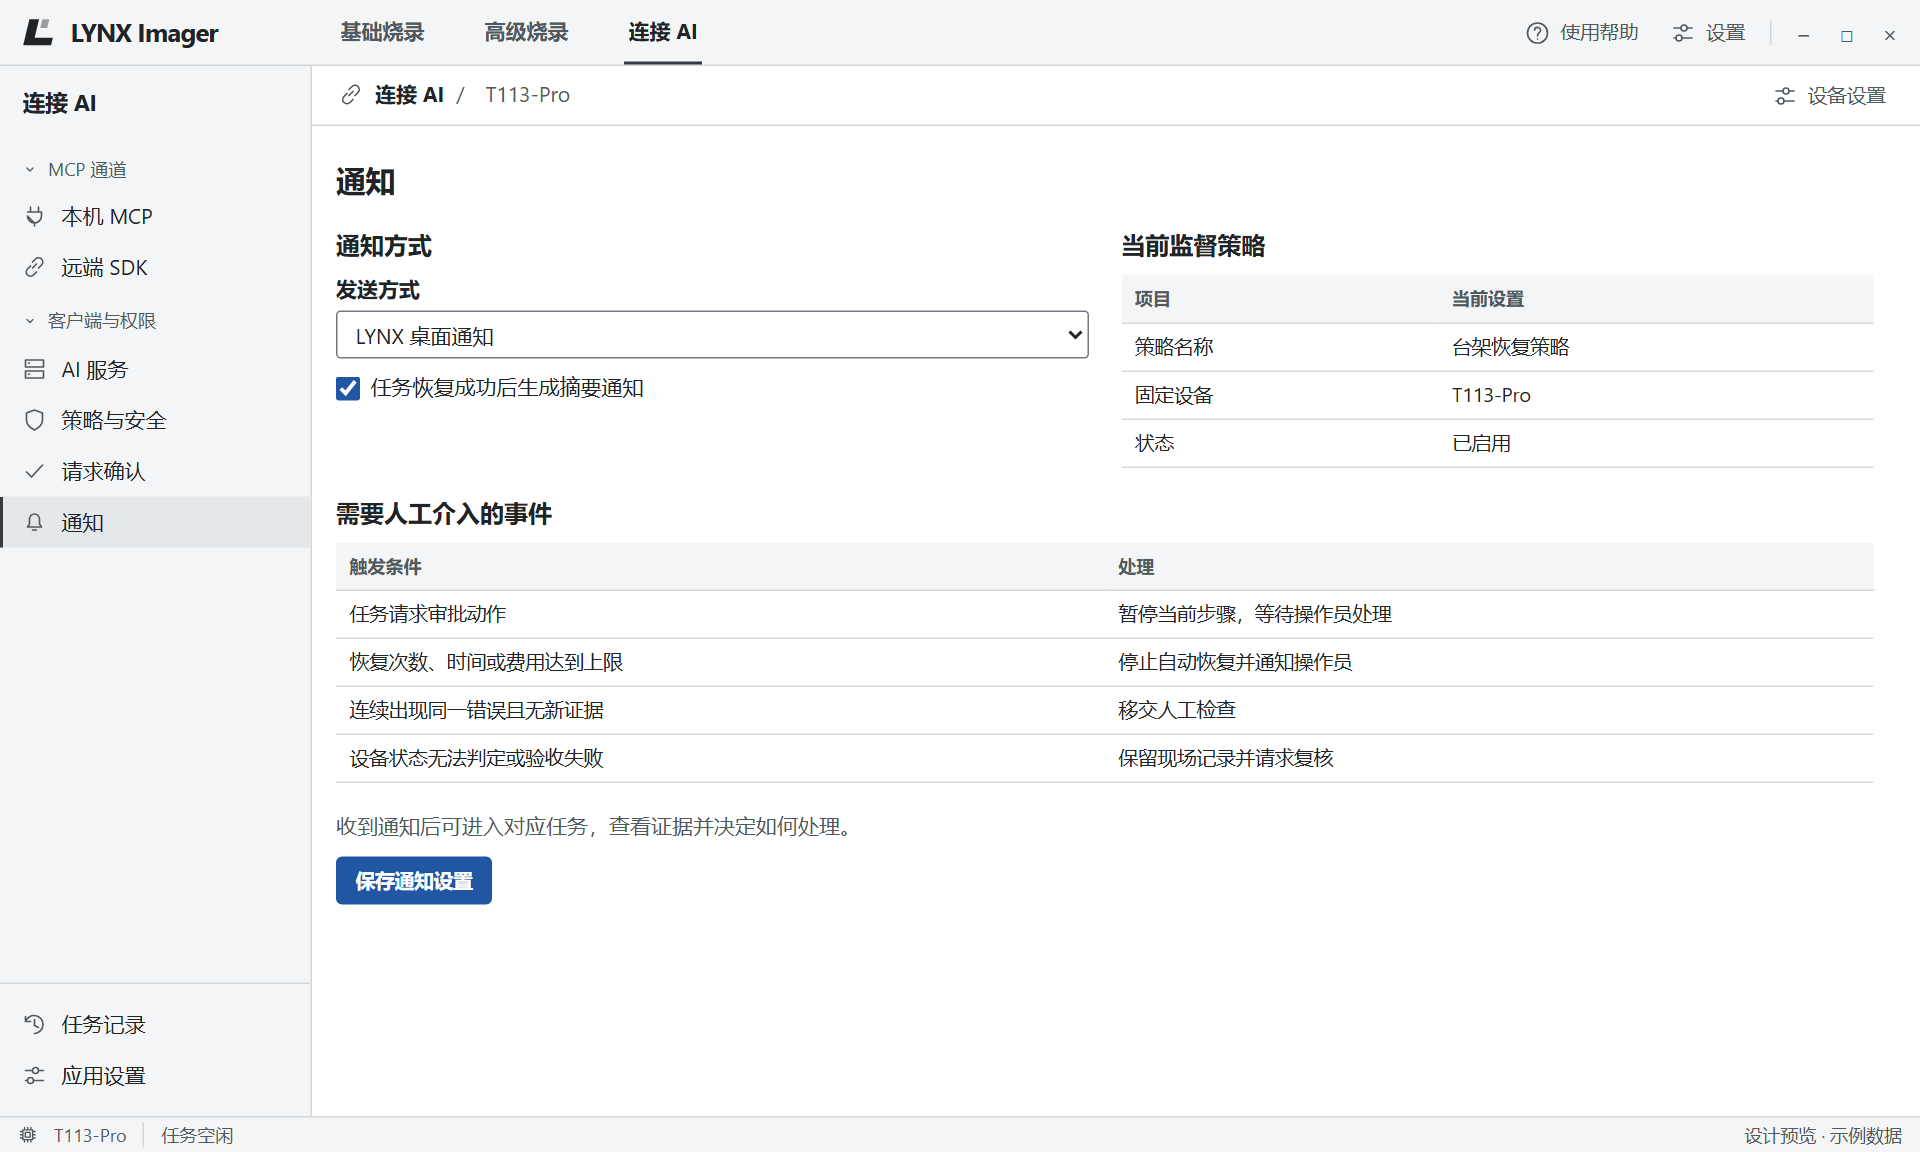 LYNX Imager
基础烧录
高级烧录
连接 AI
使用帮助
设置
连接 AI
MCP 通道
本机 MCP
远端 SDK
客户端与权限
AI 服务
策略与安全
请求确认
通知
任务记录
应用设置
连接 AI / T113-Pro
设备设置
通知
通知方式
发送方式
LYNX 桌面通知
任务恢复成功后生成摘要通知
当前监督策略
项目 当前设置
策略名称 台架恢复策略
固定设备 T113-Pro
状态 已启用
需要人工介入的事件
触发条件 处理
任务请求审批动作 暂停当前步骤，等待操作员处理
恢复次数、时间或费用达到上限 停止自动恢复并通知操作员
连续出现同一错误且无新证据 移交人工检查
设备状态无法判定或验收失败 保留现场记录并请求复核
收到通知后可进入对应任务，查看证据并决定如何处理。
保存通知设置
T113-Pro
任务空闲
设计预览 · 示例数据